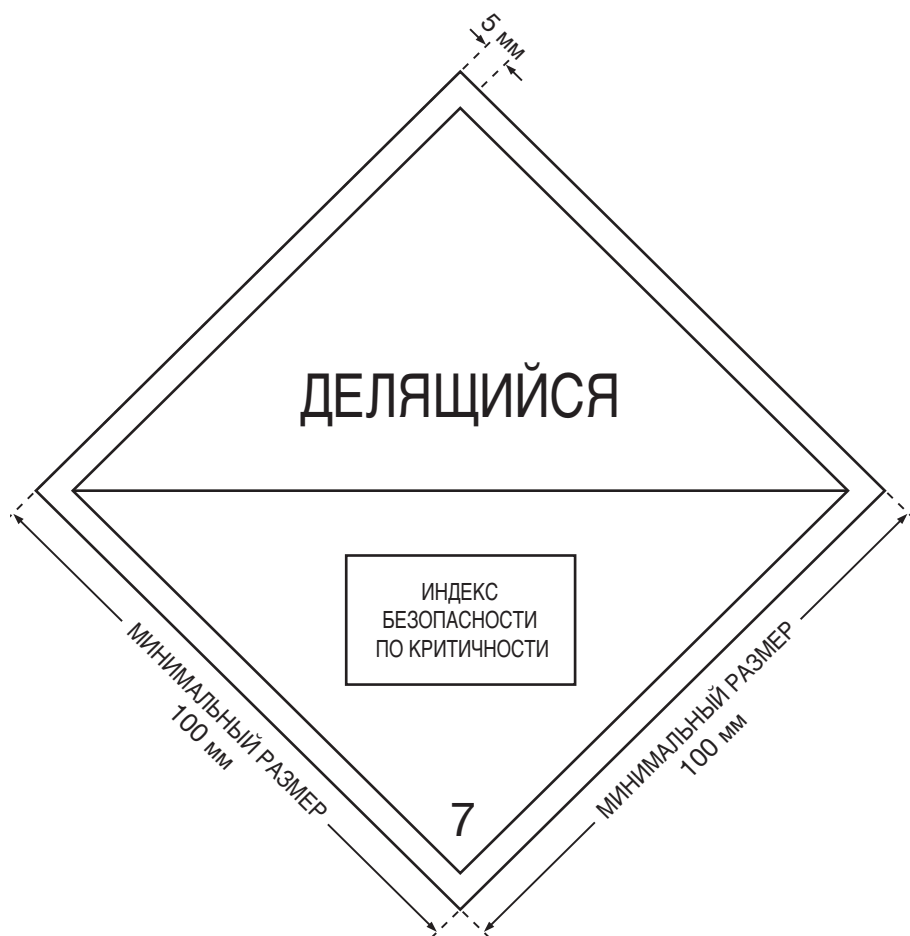 5 мм
ДЕЛЯЩИЙСЯ
ИНДЕКС
БЕЗОПАСНОСТИ
ПО КРИТИЧНОСТИ
МИНИМАЛЬНЫЙ РАЗМЕР
100 мм
МИНИМАЛЬНЫЙ РАЗМЕР
100 мм
7